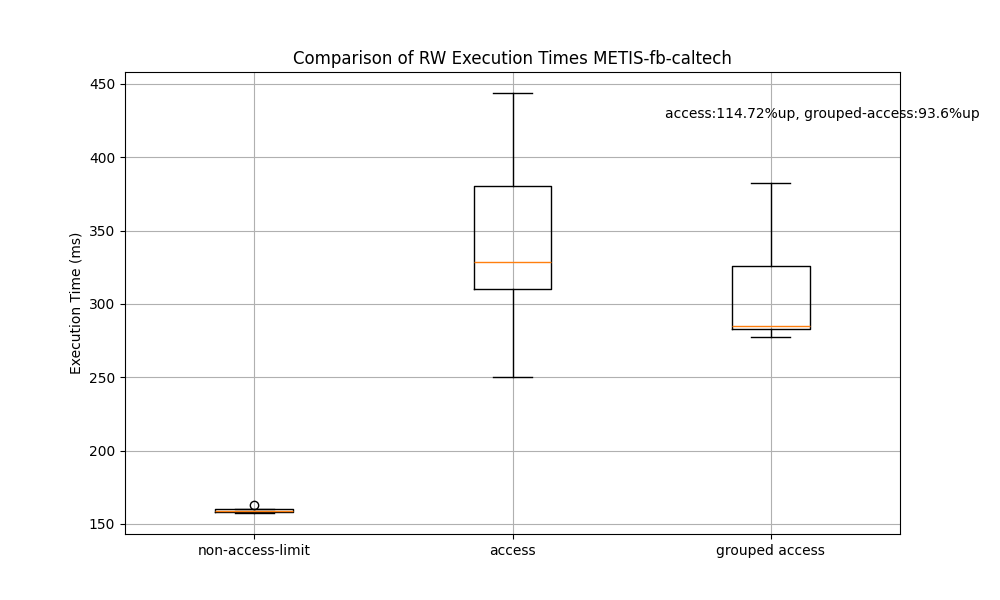 Comparison of RW Execution Times METIS-fb-caltech
access:114.72%up, grouped-access:93.6%up
Execution Time (ms)
450
400
350
300
250
200
150
non-access-limit
access
grouped access